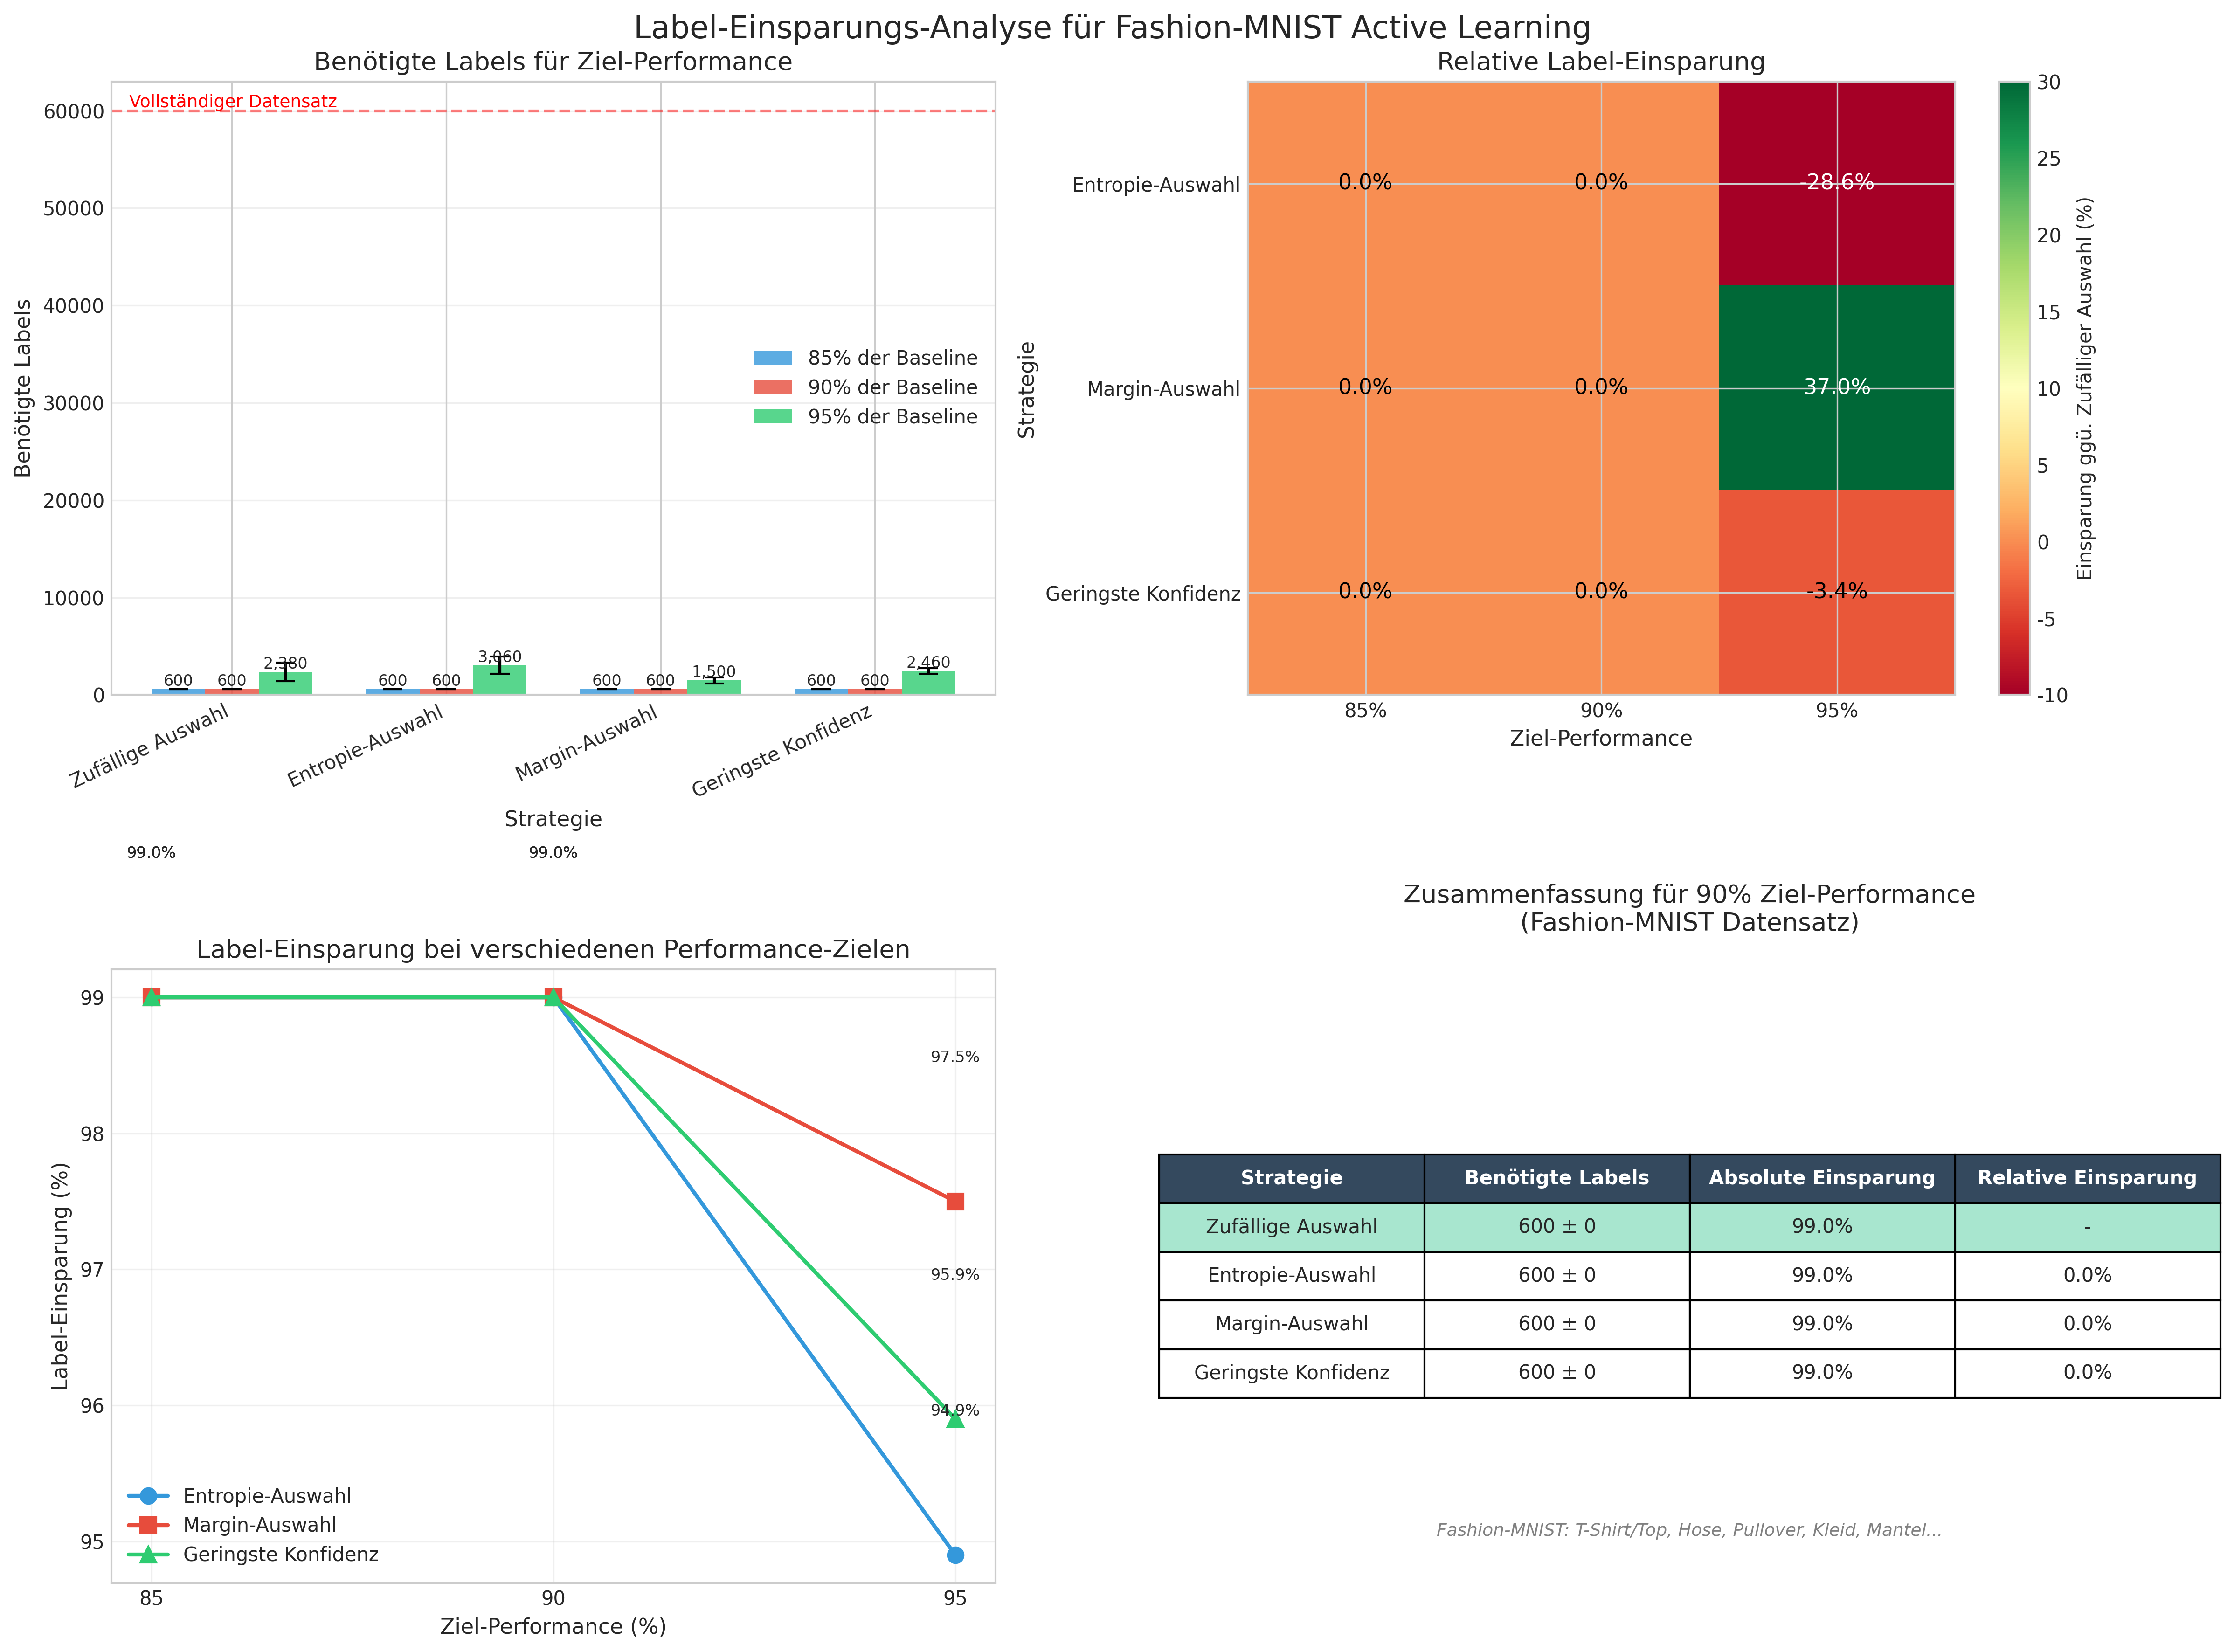 Label-Einsparungs-Analyse für Fashion-MNIST Active Learning
Benötigte Labels für Ziel-Performance
Benötigte Labels
60000
50000
40000
30000
20000
10000
0
Vollständiger Datensatz
85% der Baseline
90% der Baseline
95% der Baseline
600 600 2,380
600 600 3,060
600 600 1,500
600 600 2,460
Zufällige Auswahl
Entropie-Auswahl
Margin-Auswahl
Geringste Konfidenz
Strategie
Relative Label-Einsparung
Strategie
Entropie-Auswahl 0.0% 0.0% -28.6%
Margin-Auswahl 0.0% 0.0% 37.0%
Geringste Konfidenz 0.0% 0.0% -3.4%
85% 90% 95%
Ziel-Performance
30
25
20
15
10
5
0
-5
-10
Einsparung ggü. Zufälliger Auswahl (%)
99.0% 99.0%
Label-Einsparung bei verschiedenen Performance-Zielen
Label-Einsparung (%)
99
98
97
96
95
97.5%
95.9%
94.9%
Entropie-Auswahl
Margin-Auswahl
Geringste Konfidenz
85 90 95
Ziel-Performance (%)
Zusammenfassung für 90% Ziel-Performance
(Fashion-MNIST Datensatz)
Strategie Benötigte Labels Absolute Einsparung Relative Einsparung
Zufällige Auswahl 600 ± 0 99.0% -
Entropie-Auswahl 600 ± 0 99.0% 0.0%
Margin-Auswahl 600 ± 0 99.0% 0.0%
Geringste Konfidenz 600 ± 0 99.0% 0.0%
Fashion-MNIST: T-Shirt/Top, Hose, Pullover, Kleid, Mantel...